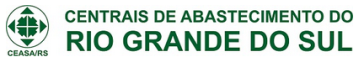 CENTRAIS DE ABASTECIMENTO DO
RIO GRANDE DO SUL
CEASA/RS